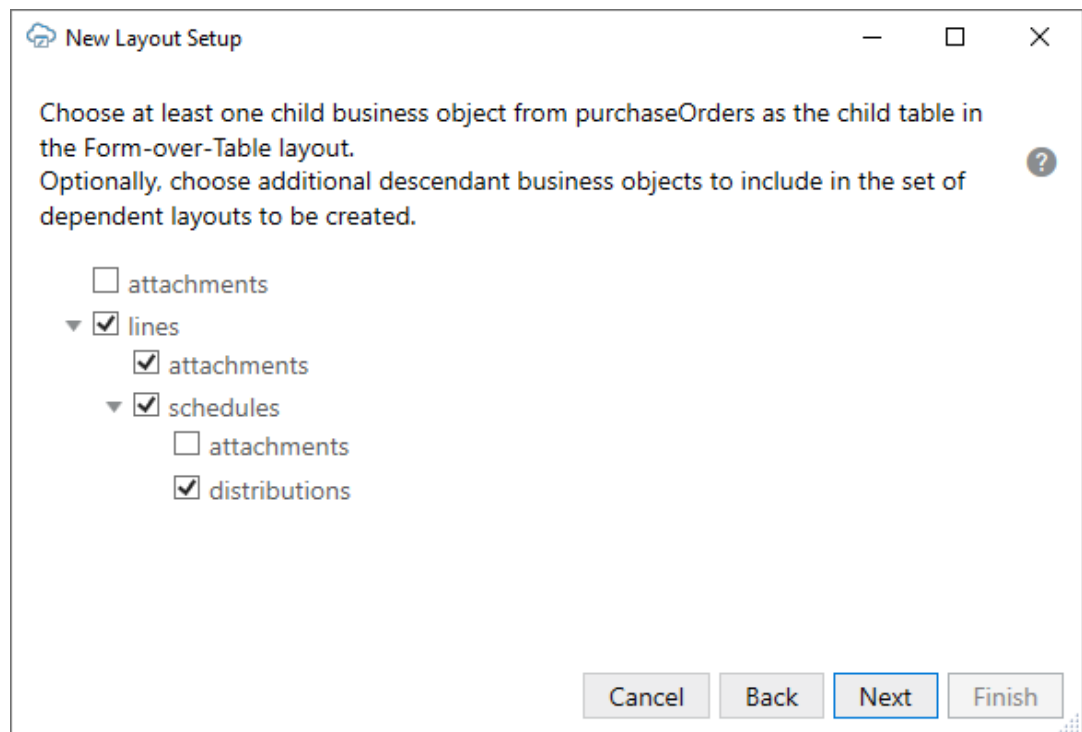 New Layout Setup
Choose at least one child business object from purchaseOrders as the child table in
the Form-over-Table layout.
Optionally, choose additional descendant business objects to include in the set of
dependent layouts to be created.
?
attachments
lines
attachments
schedules
attachments
distributions
Cancel Back Next Finish